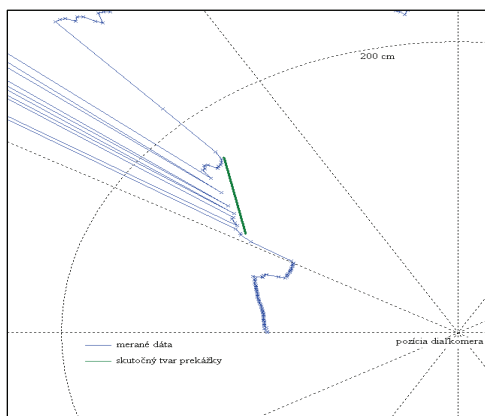 200 cm
pozícia diaľkomera
merané dáta
skutočný tvar prekážky